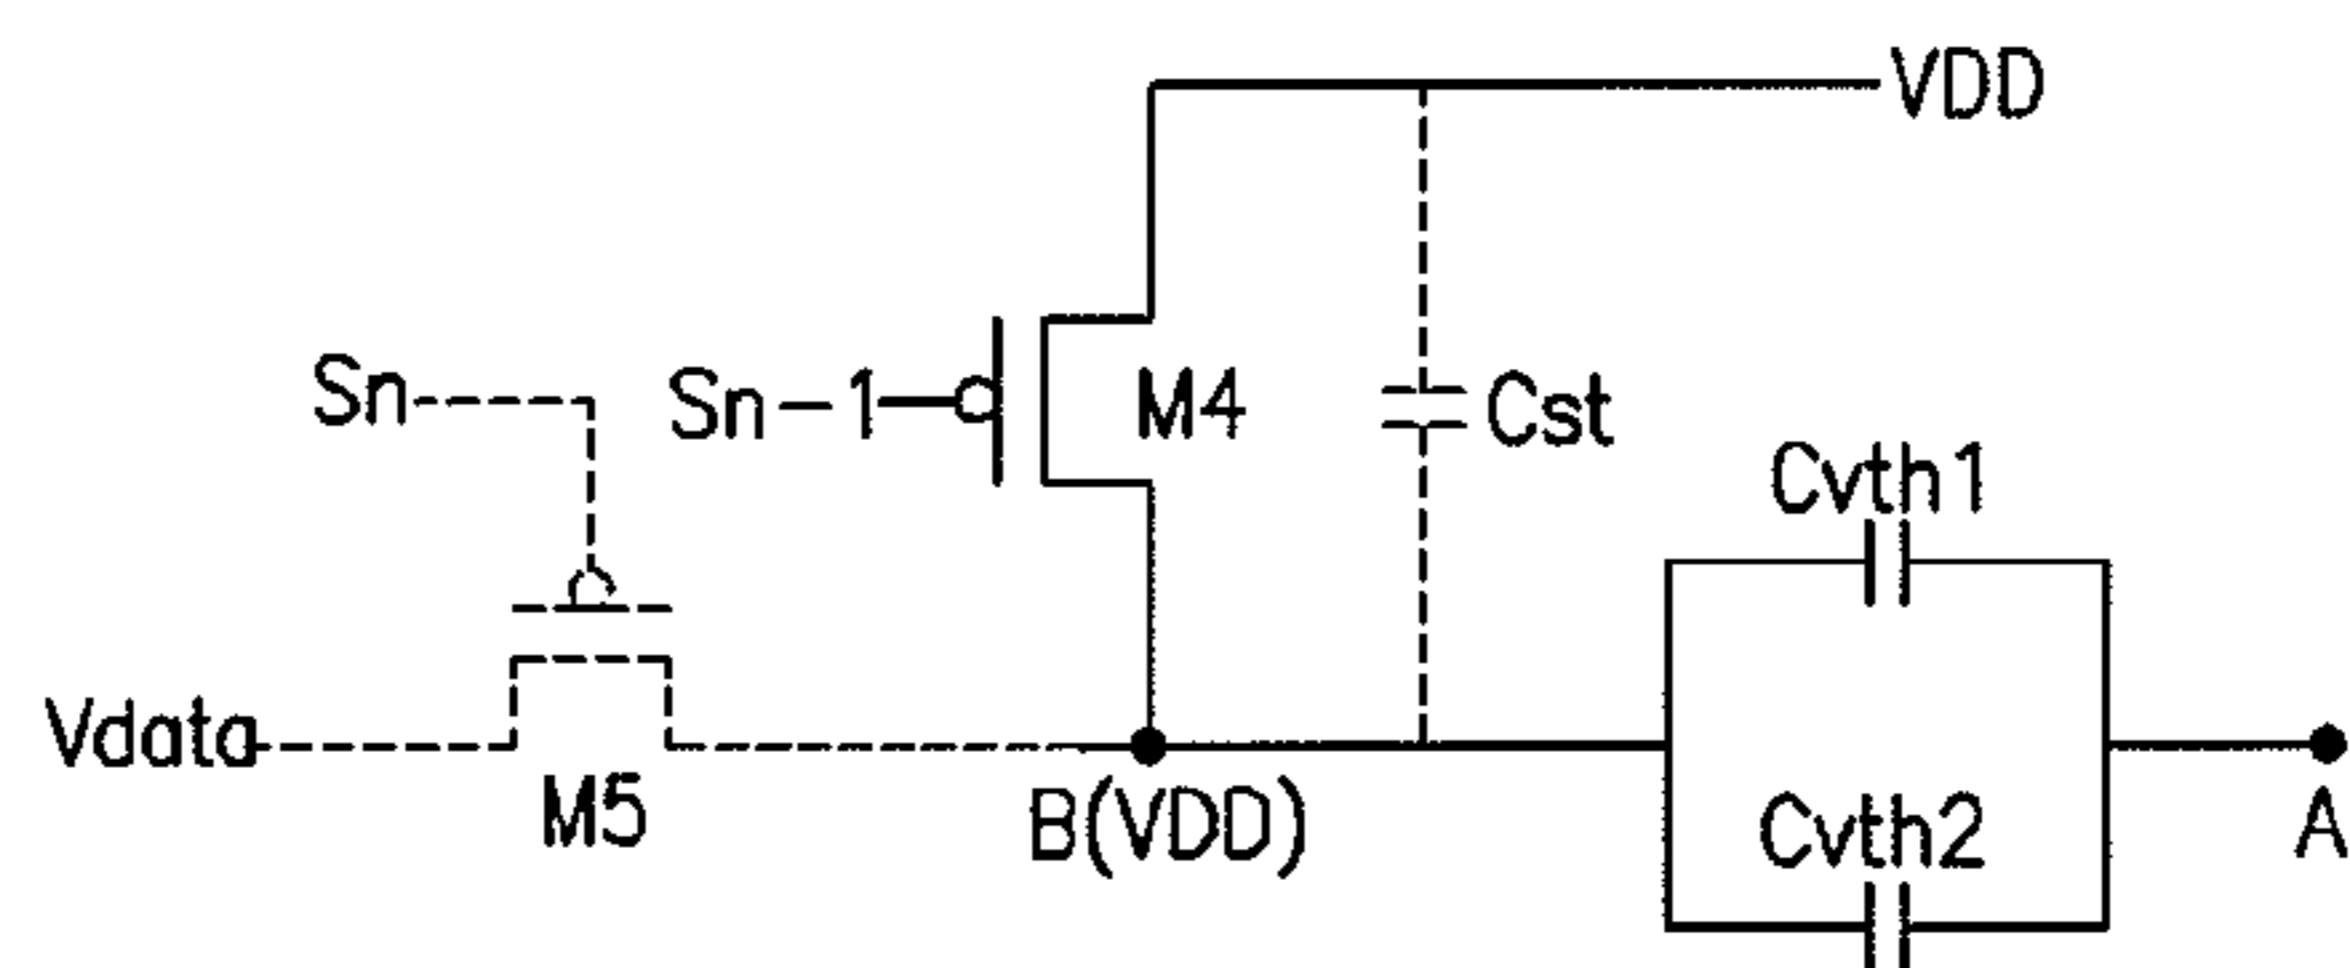 VDD
Sn
Sn-1
M4
Cst
Cvth1
Vdata
M5
B(VDD)
Cvth2
A